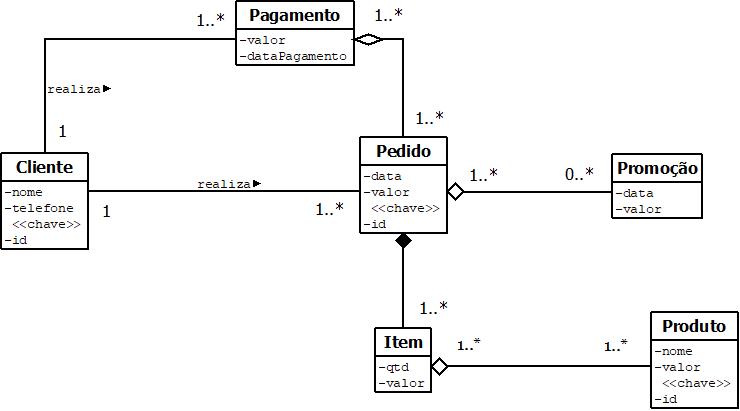 Pagamento
-valor
-dataPagamento
1..*
1..*
realiza
1
1..*
Cliente
-nome
-telefone
<<chave>>
-id
realiza
1
1..*
Pedido
-data
-valor
<<chave>>
-id
1..*
0..*
Promoção
-data
-valor
1..*
Item
-qtd
-valor
1..*
1..*
Produto
-nome
-valor
<<chave>>
-id